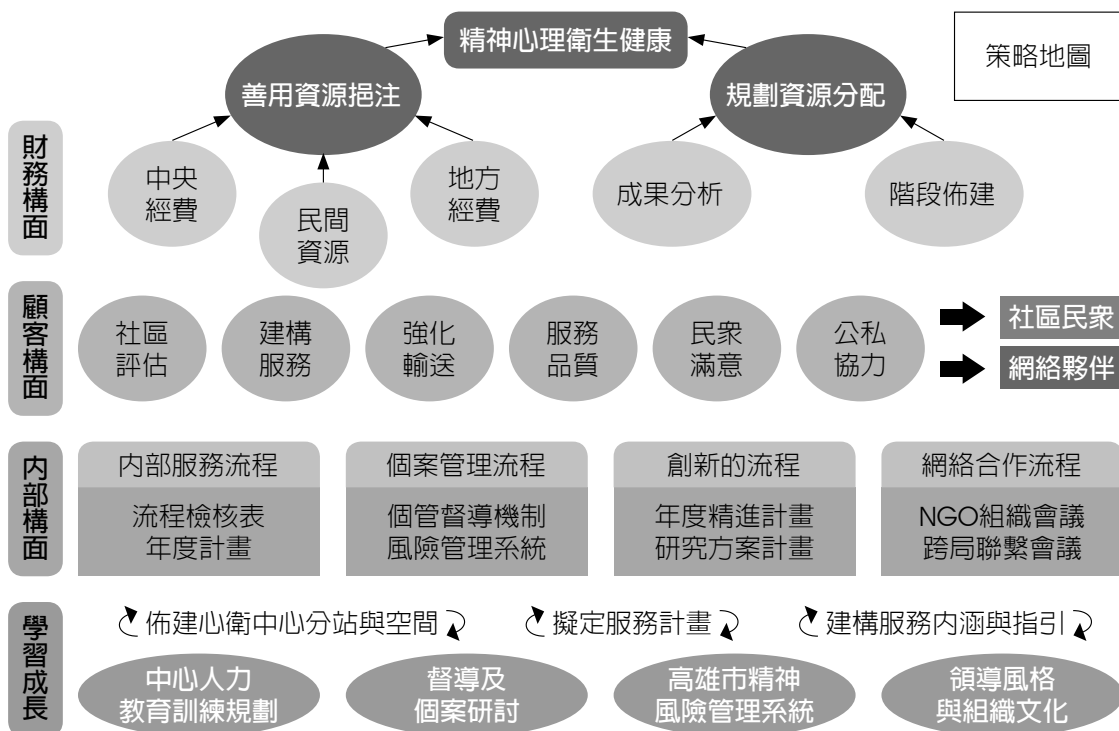 精神心理衛生健康
策略地圖
善用資源挹注
規劃資源分配
財務構面
中央
經費
民間
資源
地方
經費
成果分析
階段佈建
顧客構面
社區
評估
建構
服務
強化
輸送
服務
品質
民眾
滿意
公私
協力
社區民眾
網絡夥伴
內部構面
內部服務流程
流程檢核表
年度計畫
個案管理流程
個管督導機制
風險管理系統
創新的流程
年度精進計畫
研究方案計畫
網絡合作流程
NGO組織會議
跨局聯繫會議
學習成長
佈建心衛中心分站與空間
擬定服務計畫
建構服務內涵與指引
中心人力
教育訓練規劃
督導及
個案研討
高雄市精神
風險管理系統
領導風格
與組織文化